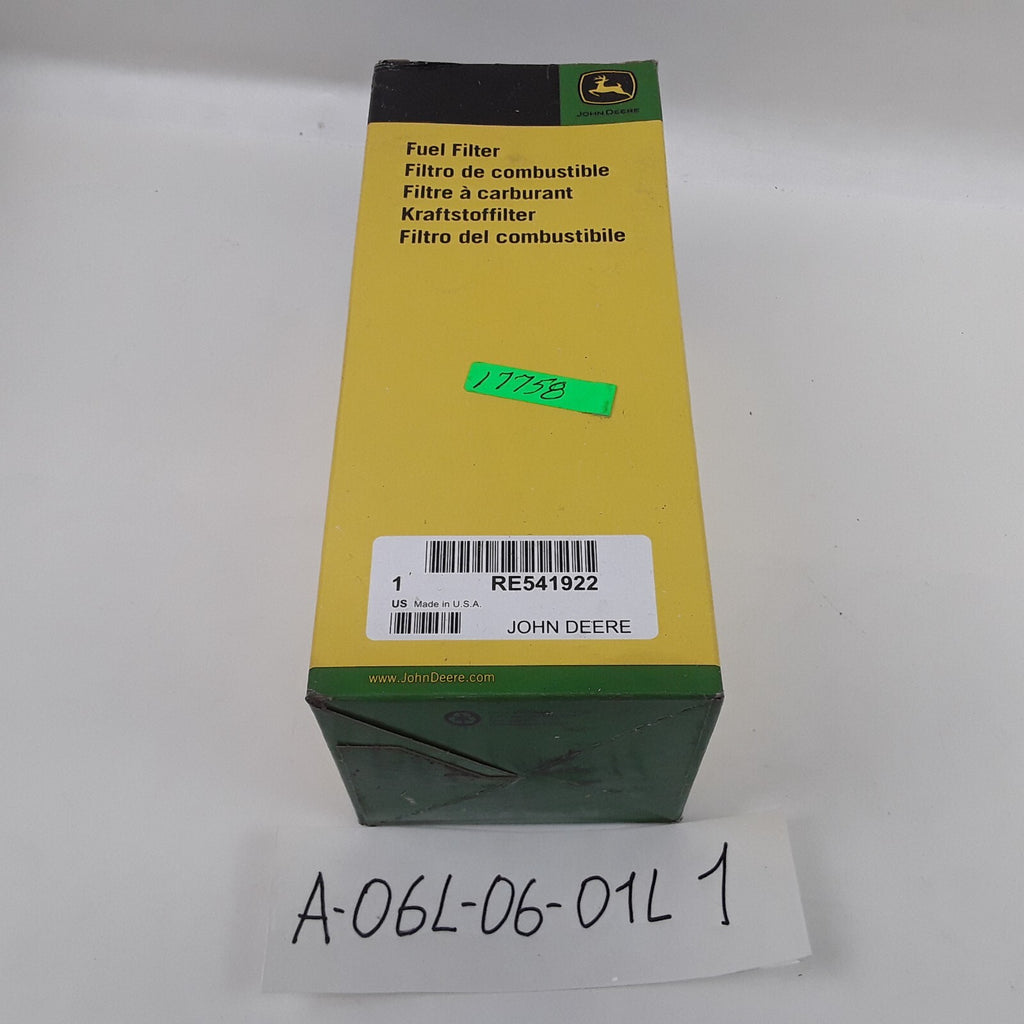 JOHN DEERE
Fuel Filter
Filtro de combustible
Filtre à carburant
Kraftstoffilter
Filtro del combustibile
17758
1 RE541922
US Made in U.S.A.
JOHN DEERE
www.JohnDeere.com
A-06L-06-01L 1